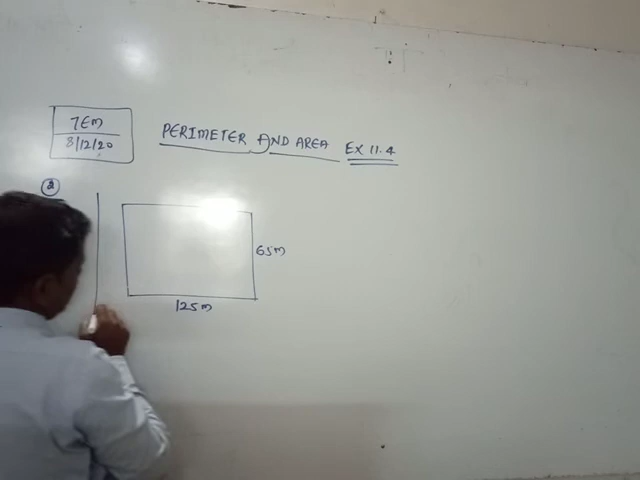 7EM
8/12/20
PERIMETER AND AREA EX 11.4
2
65m
125m